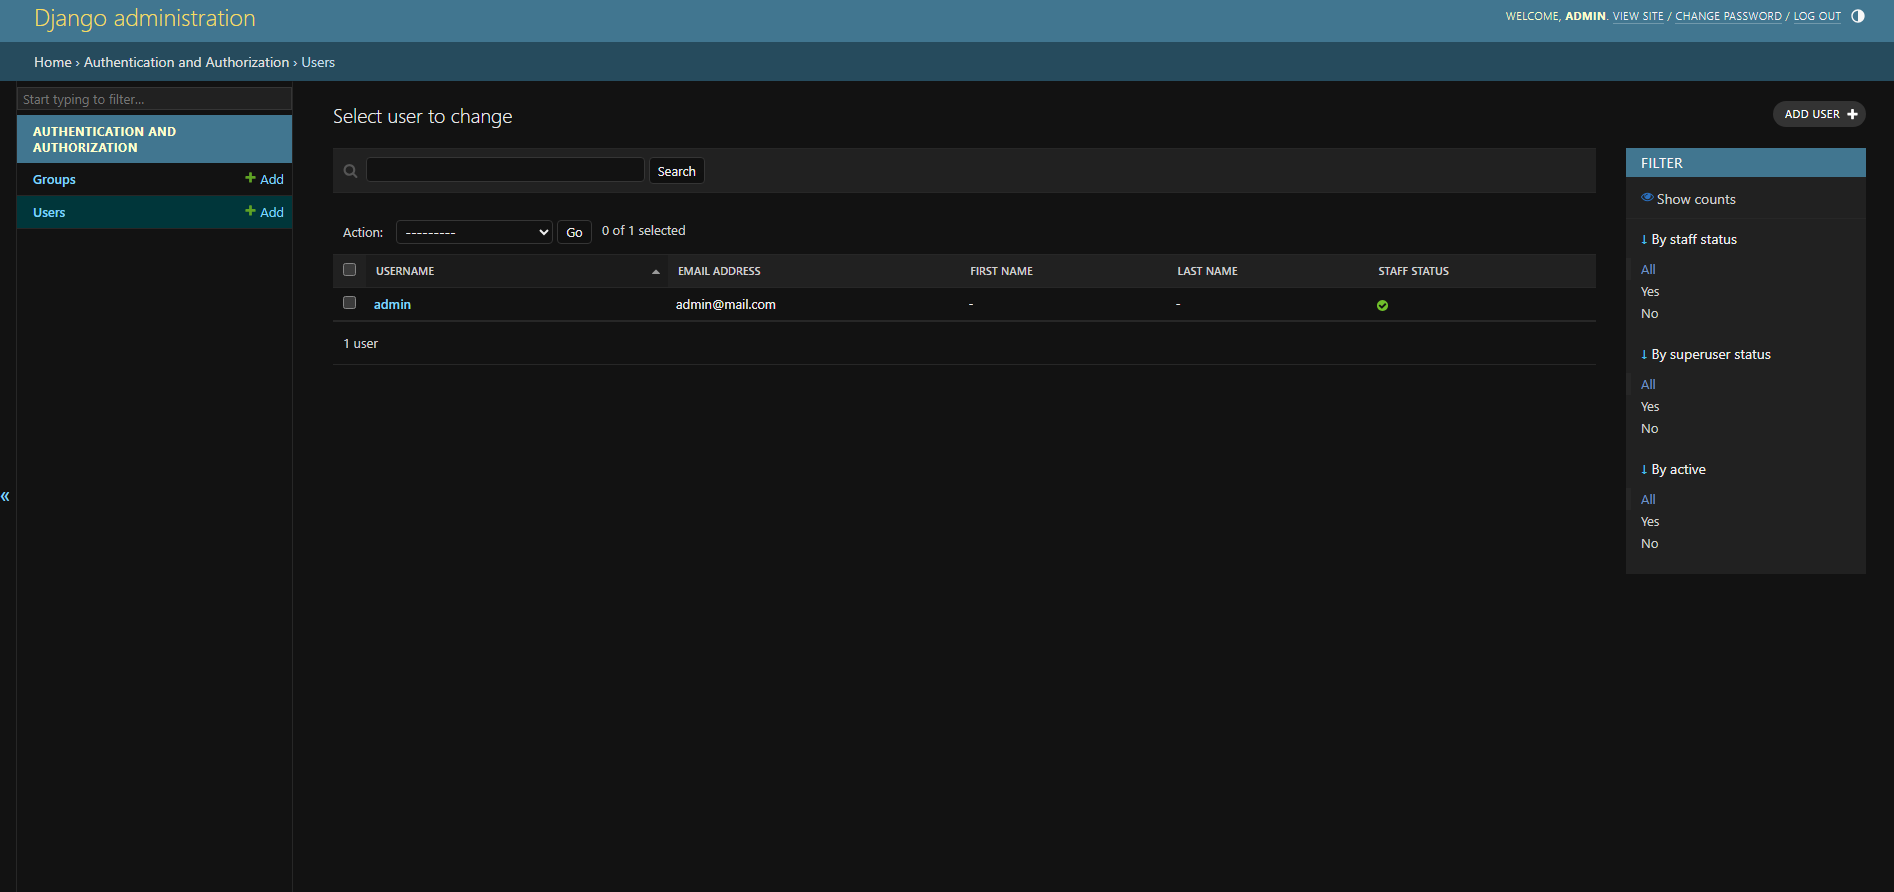 Django administration
WELCOME, ADMIN. VIEW SITE / CHANGE PASSWORD / LOG OUT
Home › Authentication and Authorization › Users
Start typing to filter...
AUTHENTICATION AND
AUTHORIZATION
Groups
+ Add
Users
+ Add
«
Select user to change
ADD USER +
Search
Action:
---------
Go
0 of 1 selected
USERNAME EMAIL ADDRESS FIRST NAME LAST NAME STAFF STATUS
admin admin@mail.com - -
1 user
FILTER
Show counts
↓ By staff status
All
Yes
No
↓ By superuser status
All
Yes
No
↓ By active
All
Yes
No